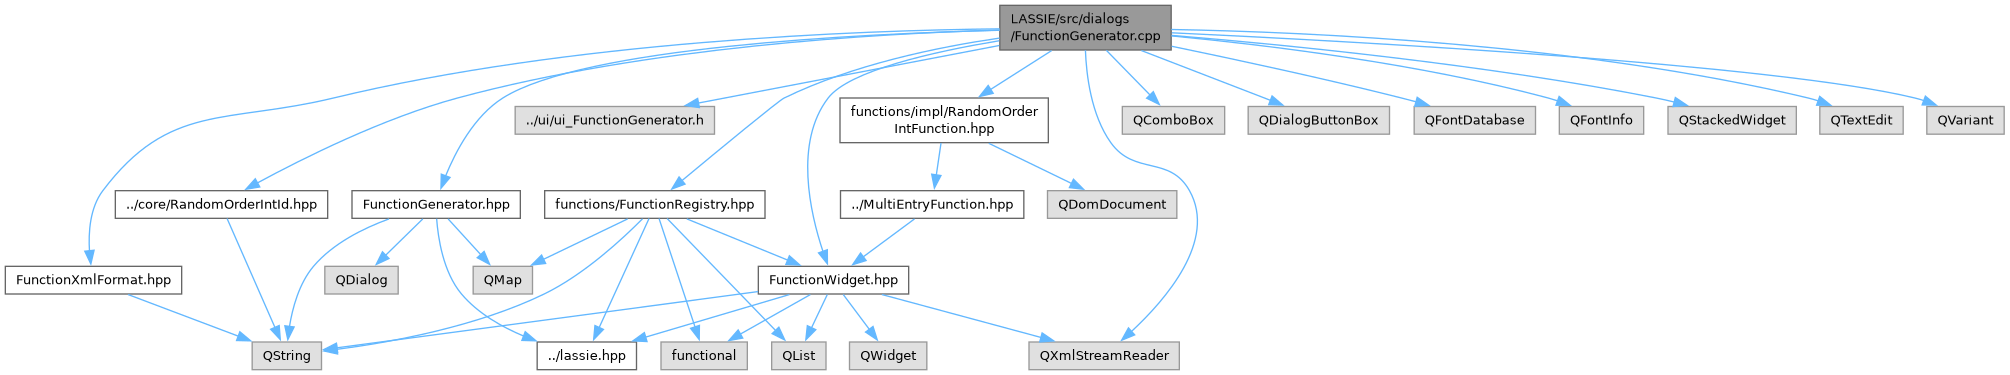 LASSIE/src/dialogs
/FunctionGenerator.cpp
../ui/ui_FunctionGenerator.h
functions/impl/RandomOrder
IntFunction.hpp
QComboBox
QDialogButtonBox
QFontDatabase
QFontInfo
QStackedWidget
QTextEdit
QVariant
../core/RandomOrderIntId.hpp
FunctionGenerator.hpp
functions/FunctionRegistry.hpp
../MultiEntryFunction.hpp
QDomDocument
FunctionXmlFormat.hpp
QDialog
QMap
FunctionWidget.hpp
QString
../lassie.hpp
functional
QList
QWidget
QXmlStreamReader